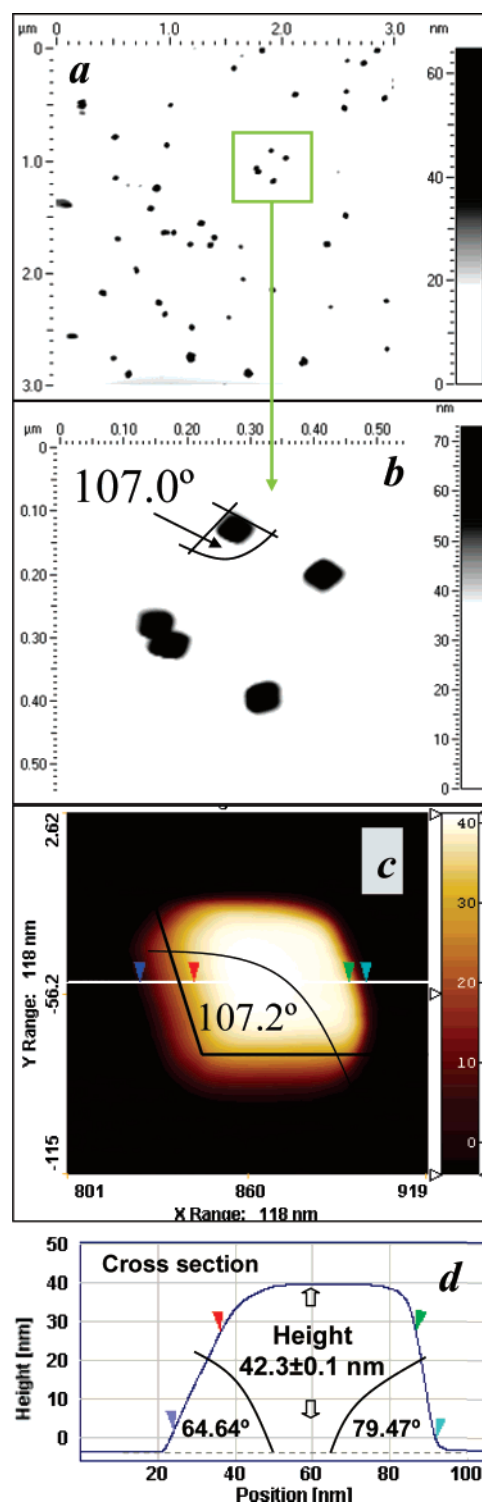 µm 0 1.0 2.0 3.0 nm
a
0
1.0
2.0
3.0
60
40
20
0
µm 0 0.10 0.20 0.30 0.40 0.50 nm
b
0
0.10
0.20
0.30
0.40
0.50
107.0º
70
60
50
40
30
20
10
0
c
2.62
-56.2
-115
Y Range: 118 nm
107.2º
801 860 919
X Range: 118 nm
40
30
20
10
0
Cross section
d
50
40
30
20
10
0
Height [nm]
Height
42.3±0.1 nm
64.64º
79.47º
20 40 60 80 100
Position [nm]